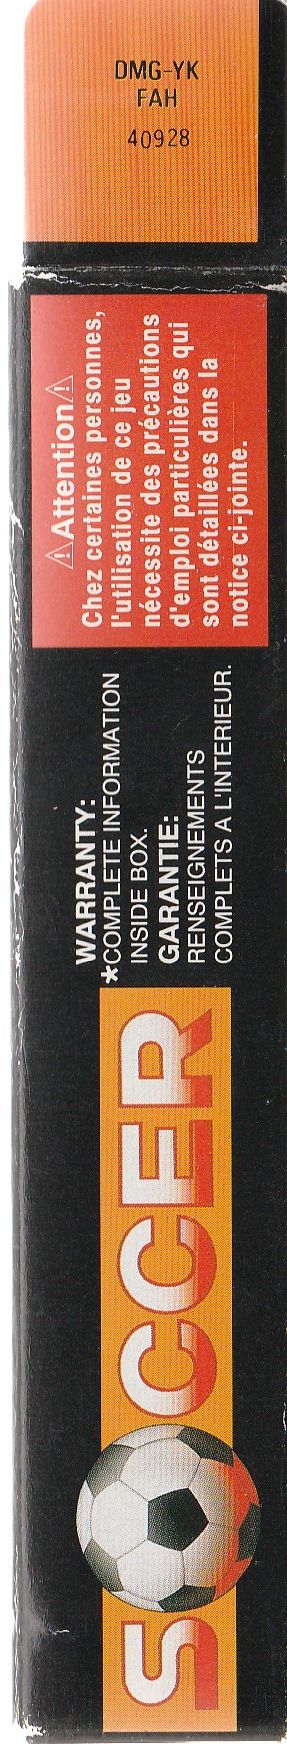 DMG-YK
FAH
40928
Attention
Chez certaines personnes,
l'utilisation de ce jeu
nécessite des précautions
d'emploi particulières qui
sont détaillées dans la
notice ci-jointe.
WARRANTY:
*COMPLETE INFORMATION
INSIDE BOX.
GARANTIE:
RENSEIGNEMENTS
COMPLETS A L'INTERIEUR.
SOCCER